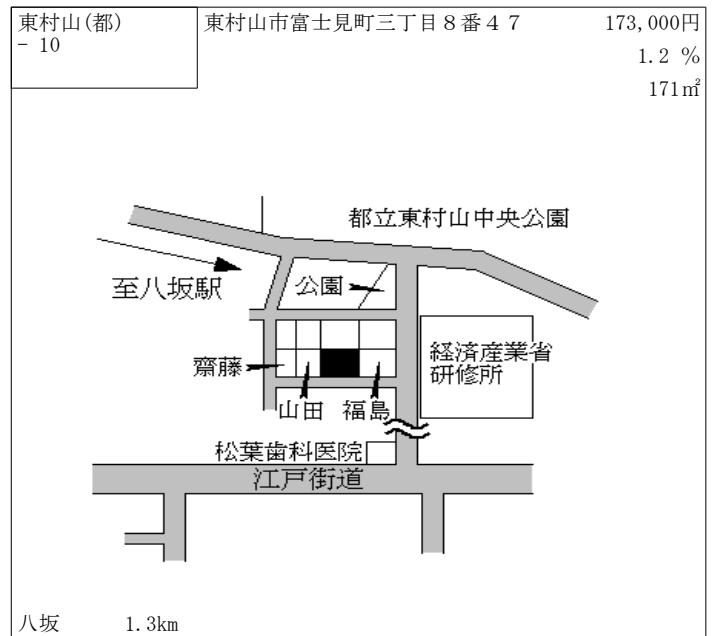 東村山(都) 東村山市富士見町三丁目８番４７ 173,000円
- 10
1.2 %
171㎡
都立東村山中央公園
至八坂駅
公園
経済産業省
研修所
齋藤
山田 福島
松葉歯科医院
江戸街道
八坂 1.3km